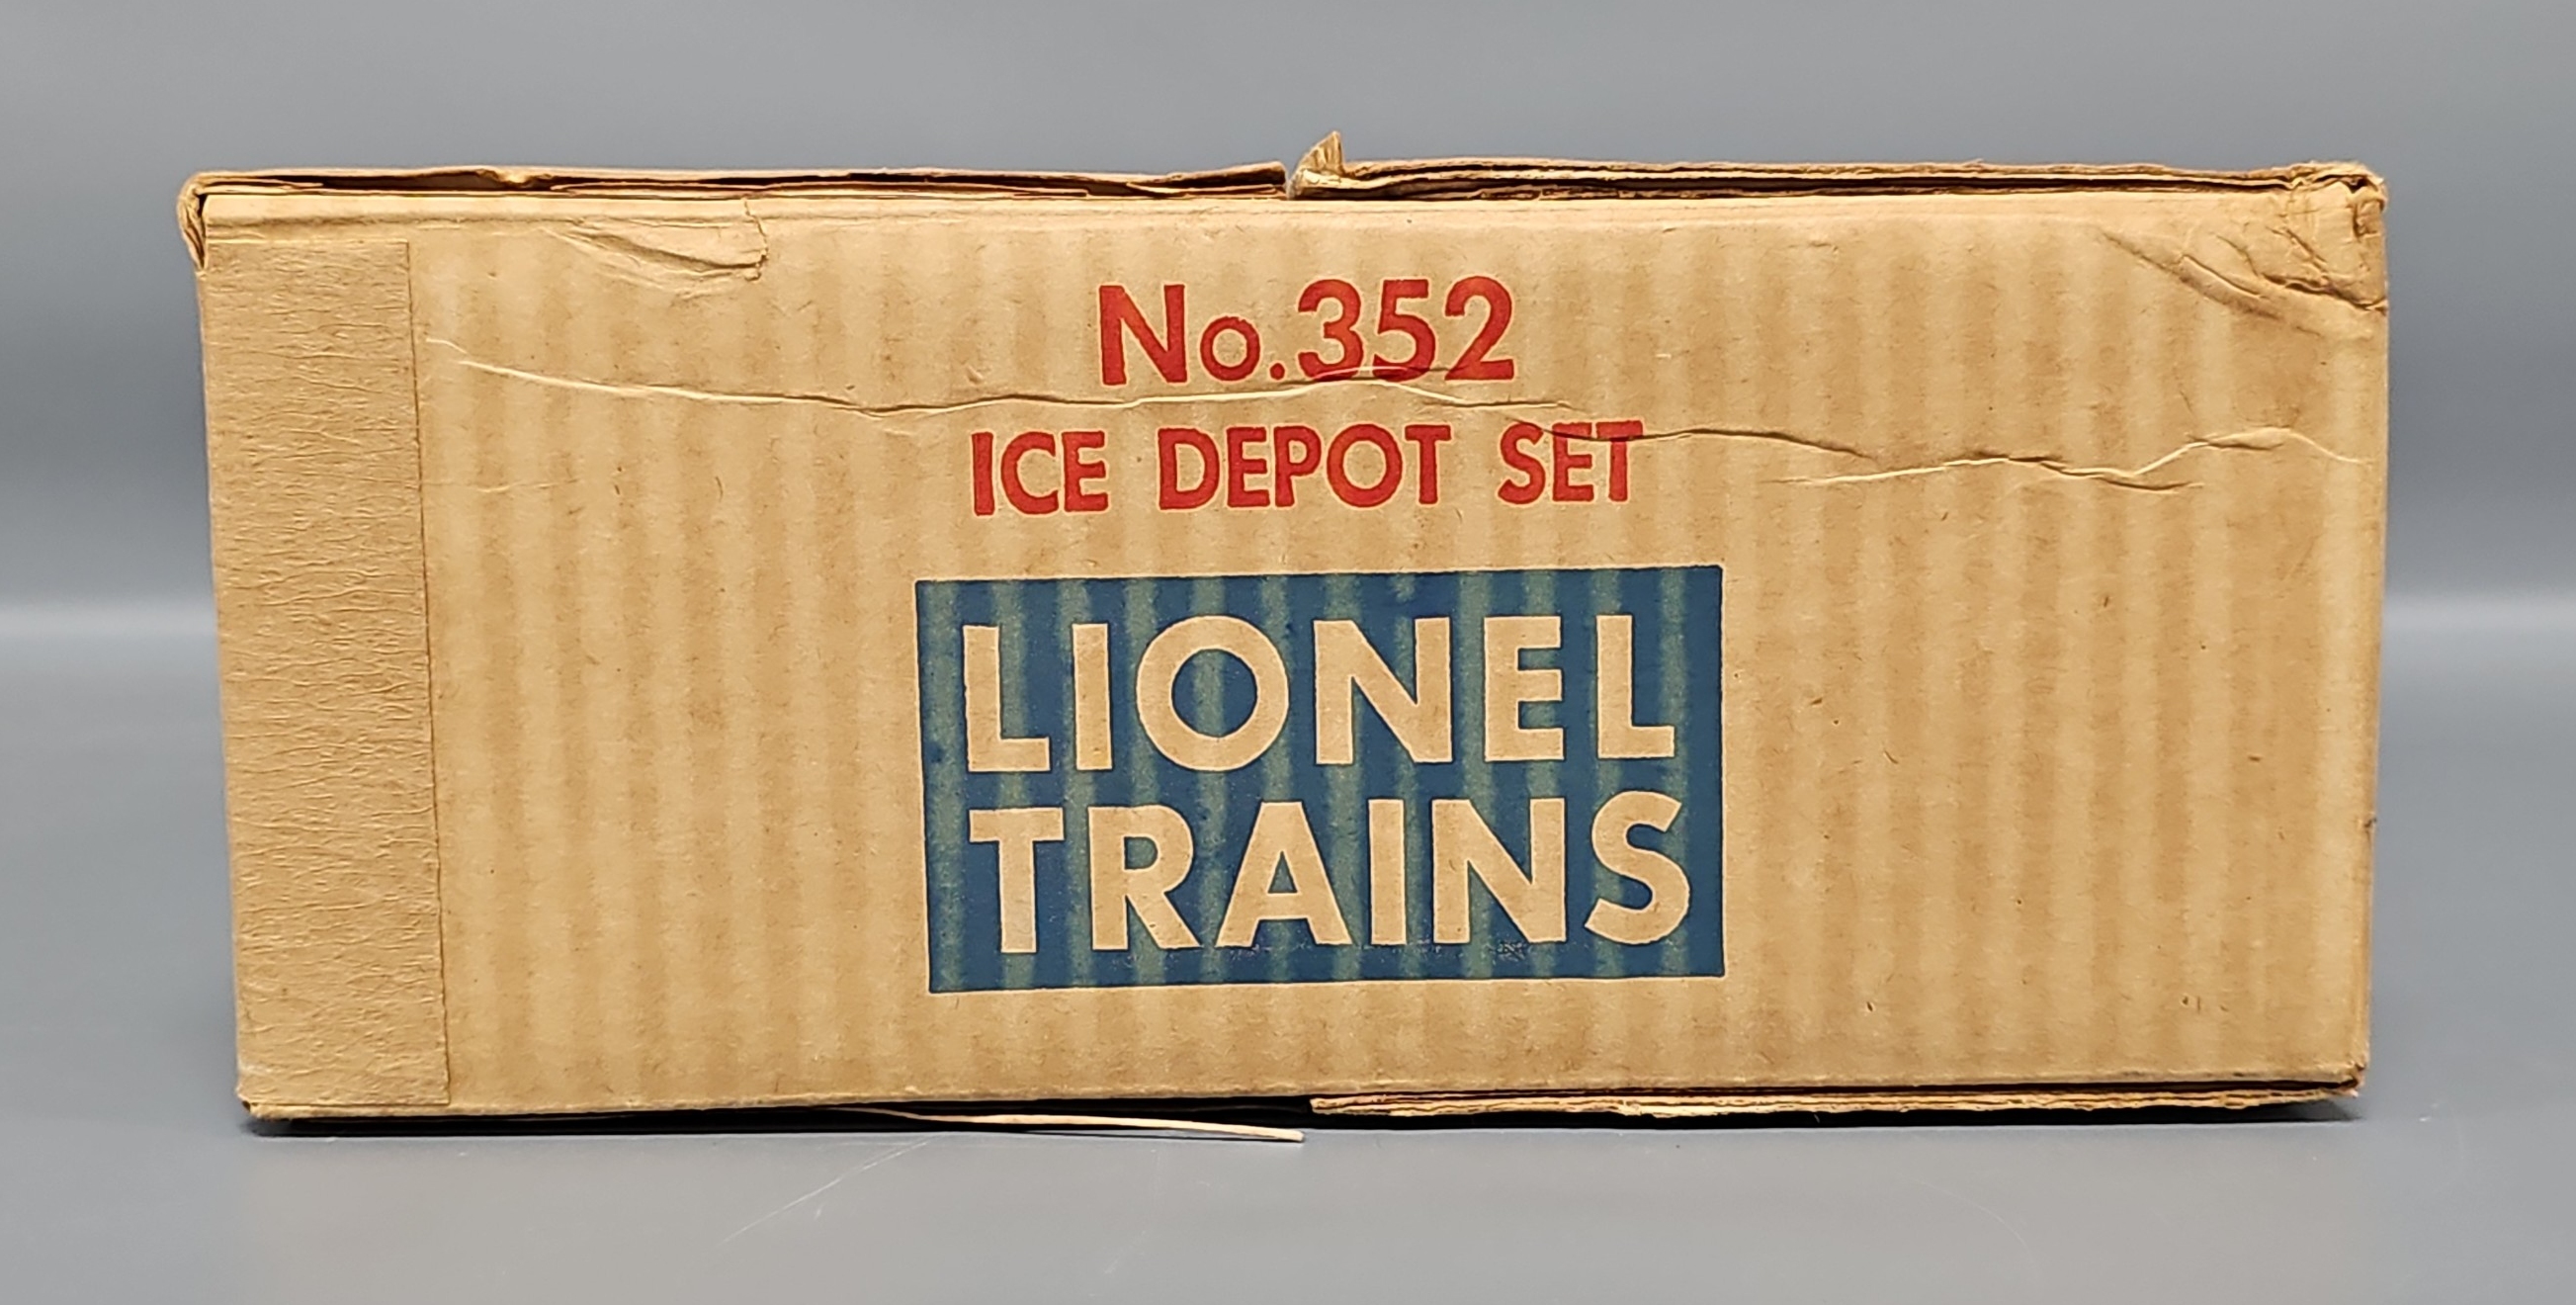 No.352
ICE DEPOT SET
LIONEL
TRAINS